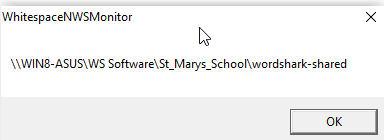 WhitespaceNWSMonitor
\\WIN8-ASUS\WS Software\St_Marys_School\wordshark-shared
OK